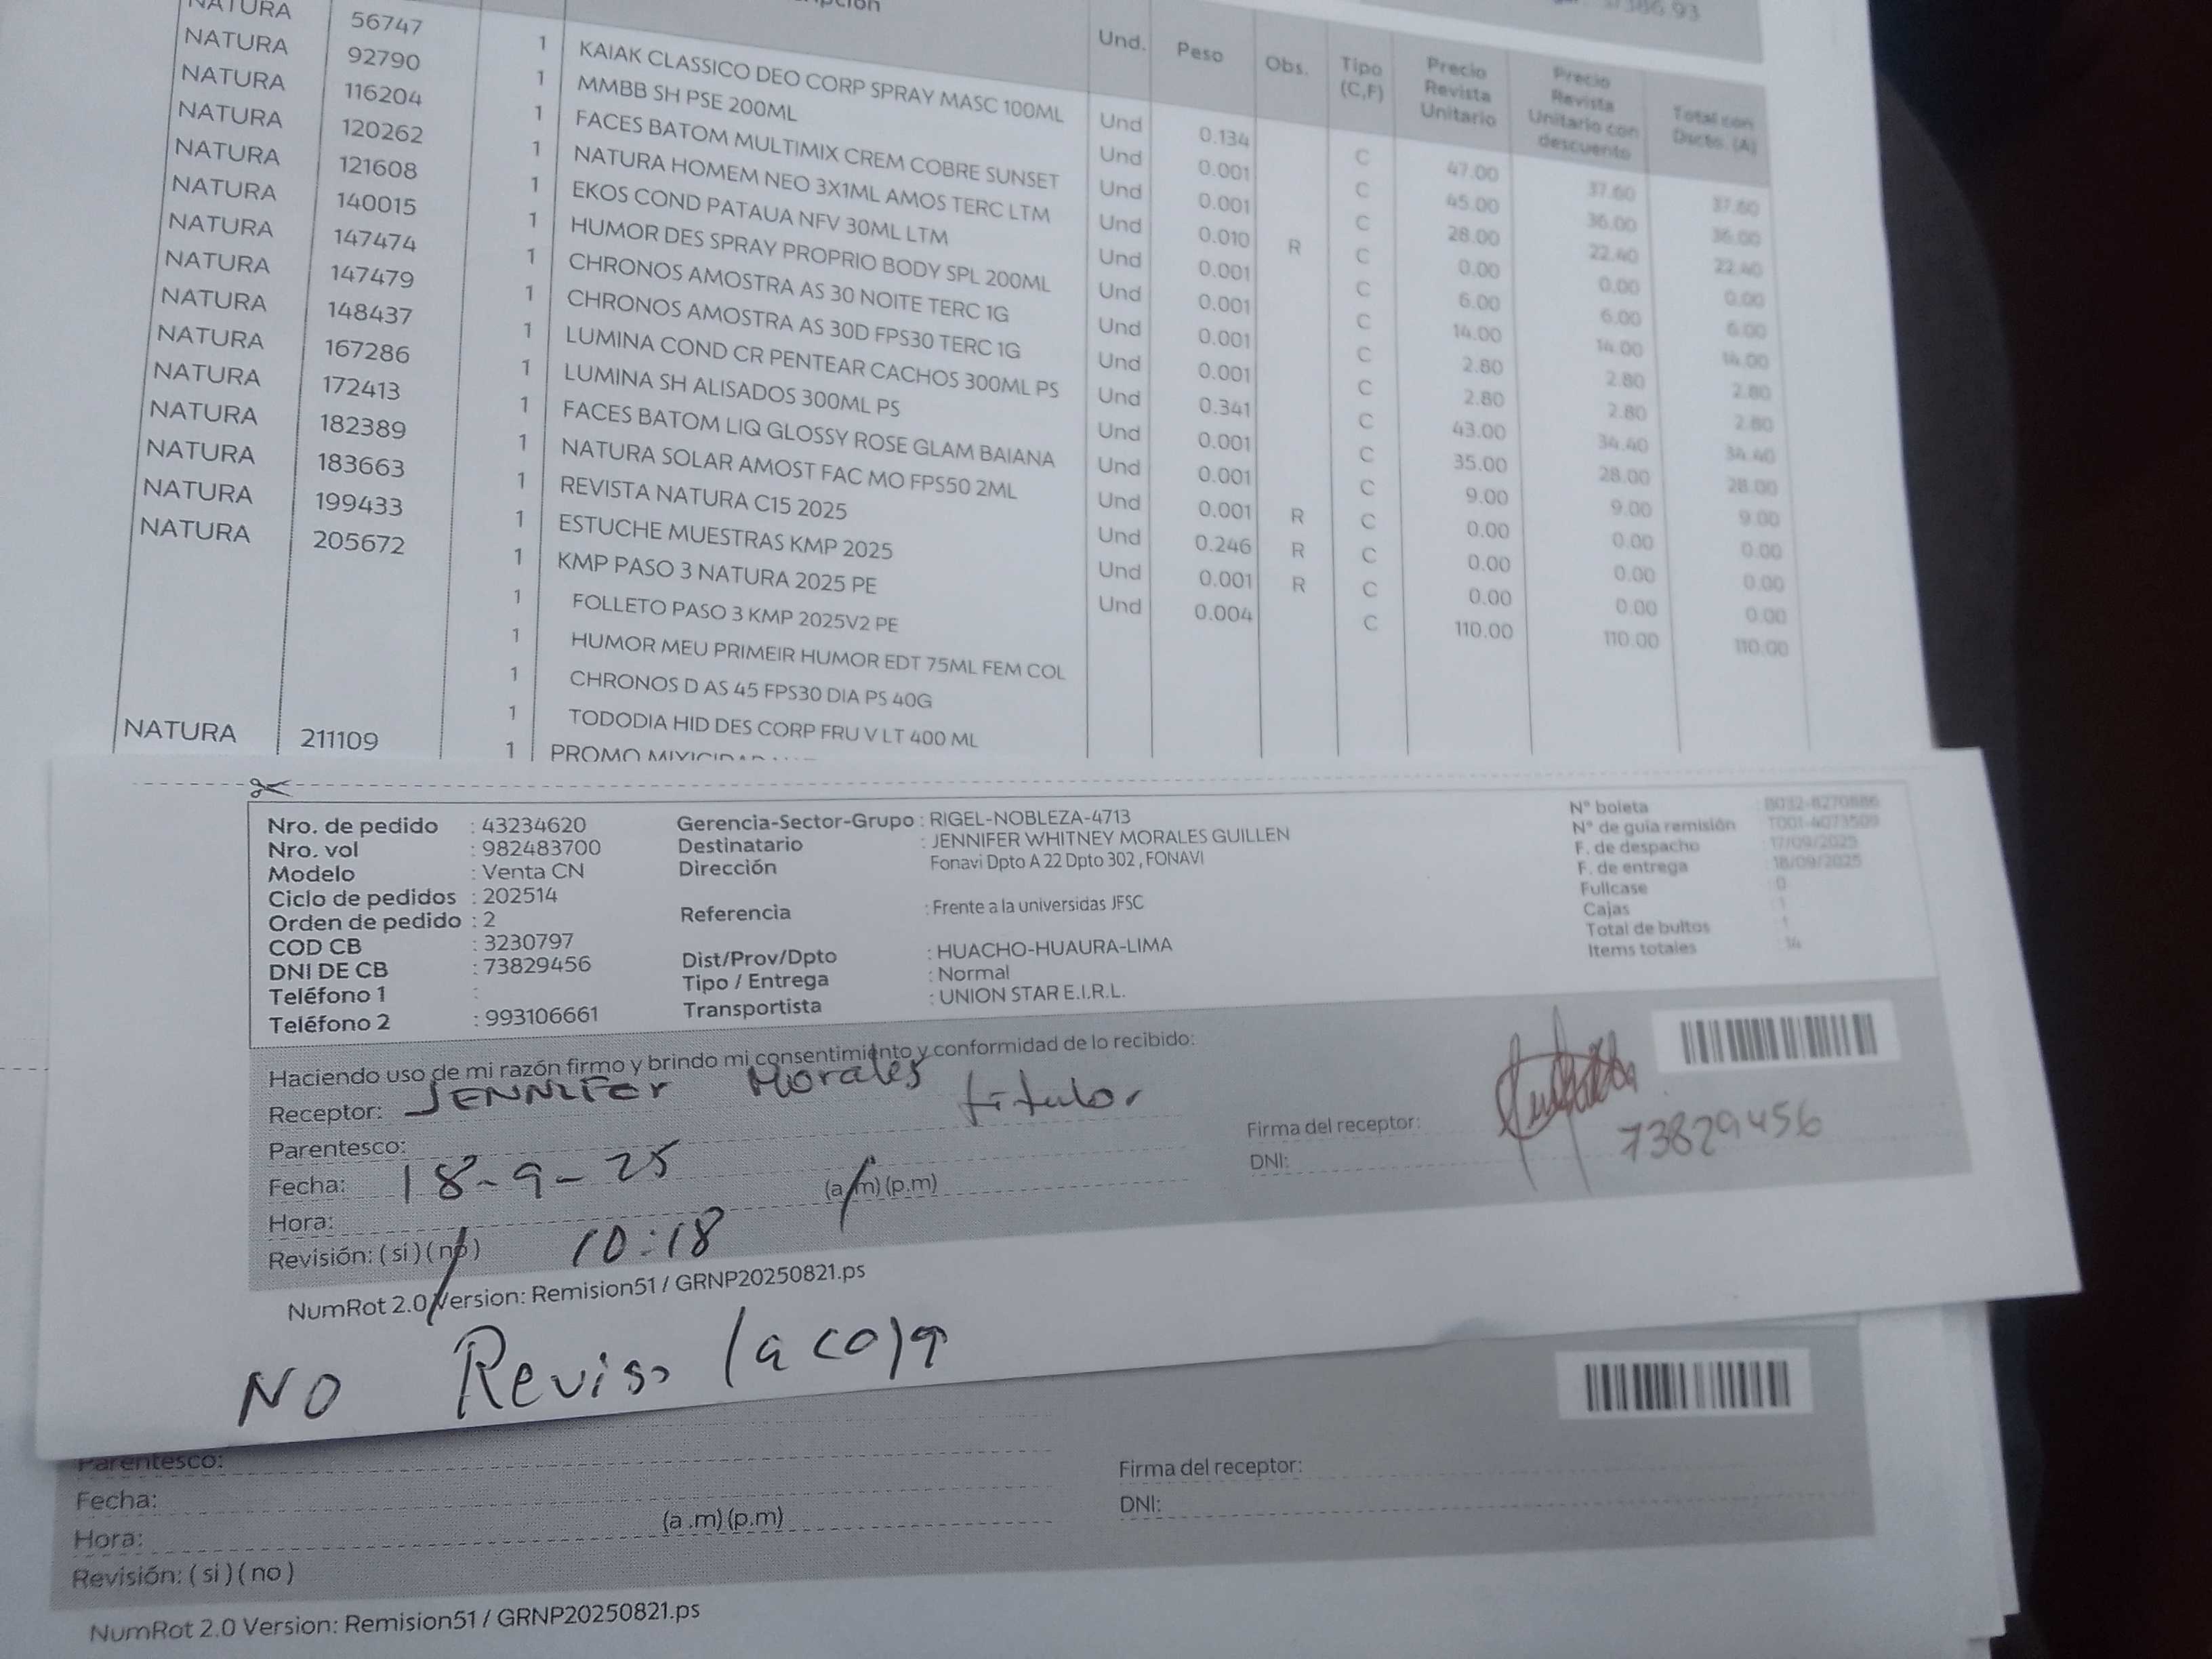 Und. Peso Obs. Tipo (C,F) Precio Revista Unitario Precio Revista Unitario con descuento Total con Dscto. (A)
NATURA 56747 1 KAIAK CLASSICO DEO CORP SPRAY MASC 100ML Und 0.134 C 47.00 37.60 37.60
NATURA 92790 1 MMBB SH PSE 200ML Und 0.001 C 45.00 36.00 36.00
NATURA 116204 1 FACES BATOM MULTIMIX CREM COBRE SUNSET Und 0.001 C 28.00 22.40 22.40
NATURA 120262 1 NATURA HOMEM NEO 3X1ML AMOS TERC LTM Und 0.010 R C 0.00 0.00 0.00
NATURA 121608 1 EKOS COND PATAUA NFV 30ML LTM Und 0.001 C 6.00 6.00 6.00
NATURA 140015 1 HUMOR DES SPRAY PROPRIO BODY SPL 200ML Und 0.001 C 14.00 14.00 14.00
NATURA 147474 1 CHRONOS AMOSTRA AS 30 NOITE TERC 1G Und 0.001 C 2.80 2.80 2.80
NATURA 147479 1 CHRONOS AMOSTRA AS 30D FPS30 TERC 1G Und 0.001 C 2.80 2.80 2.80
NATURA 148437 1 LUMINA COND CR PENTEAR CACHOS 300ML PS Und 0.341 C 43.00 34.40 34.40
NATURA 167286 1 LUMINA SH ALISADOS 300ML PS Und 0.001 C 35.00 28.00 28.00
NATURA 172413 1 FACES BATOM LIQ GLOSSY ROSE GLAM BAIANA Und 0.001 C 9.00 9.00 9.00
NATURA 182389 1 NATURA SOLAR AMOST FAC MO FPS50 2ML Und 0.001 R C 0.00 0.00 0.00
NATURA 183663 1 REVISTA NATURA C15 2025 Und 0.246 R C 0.00 0.00 0.00
NATURA 199433 1 ESTUCHE MUESTRAS KMP 2025 Und 0.001 R C 0.00 0.00 0.00
NATURA 205672 1 KMP PASO 3 NATURA 2025 PE Und 0.004 C 110.00 110.00 110.00
1 FOLLETO PASO 3 KMP 2025V2 PE
1 HUMOR MEU PRIMEIR HUMOR EDT 75ML FEM COL
1 CHRONOS D AS 45 FPS30 DIA PS 40G
1 TODODIA HID DES CORP FRU V LT 400 ML
NATURA 211109 1 PROMO
Nro. de pedido : 43234620
Nro. vol : 982483700
Modelo : Venta CN
Ciclo de pedidos : 202514
Orden de pedido : 2
COD CB : 3230797
DNI DE CB : 73829456
Teléfono 1 :
Teléfono 2 : 993106661
Gerencia-Sector-Grupo : RIGEL-NOBLEZA-4713
Destinatario : JENNIFER WHITNEY MORALES GUILLEN
Dirección Fonavi Dpto A 22 Dpto 302 , FONAVI
Referencia : Frente a la universidas JFSC
Dist/Prov/Dpto : HUACHO-HUAURA-LIMA
Tipo / Entrega : Normal
Transportista : UNION STAR E.I.R.L.
N° boleta : B032-8270886
N° de guia remisión : T001-4073509
F. de despacho : 17/09/2025
F. de entrega : 18/09/2025
Fullcase : 0
Cajas : 1
Total de bultos : 1
Items totales : 14
Haciendo uso de mi razón firmo y brindo mi consentimiento y conformidad de lo recibido:
Receptor: JENNIFER Morales
Parentesco: titular
Fecha: 18-9-25
Hora: 10:18 (a.m) (p.m)
Revisión: ( si ) ( no )
Firma del receptor:
DNI: 73829456
NumRot 2.0 Version: Remision51 / GRNP20250821.ps
NO Reviso la caja
Parentesco:
Fecha:
Hora: (a .m) (p.m)
Revisión: ( si ) ( no )
Firma del receptor:
DNI:
NumRot 2.0 Version: Remision51 / GRNP20250821.ps